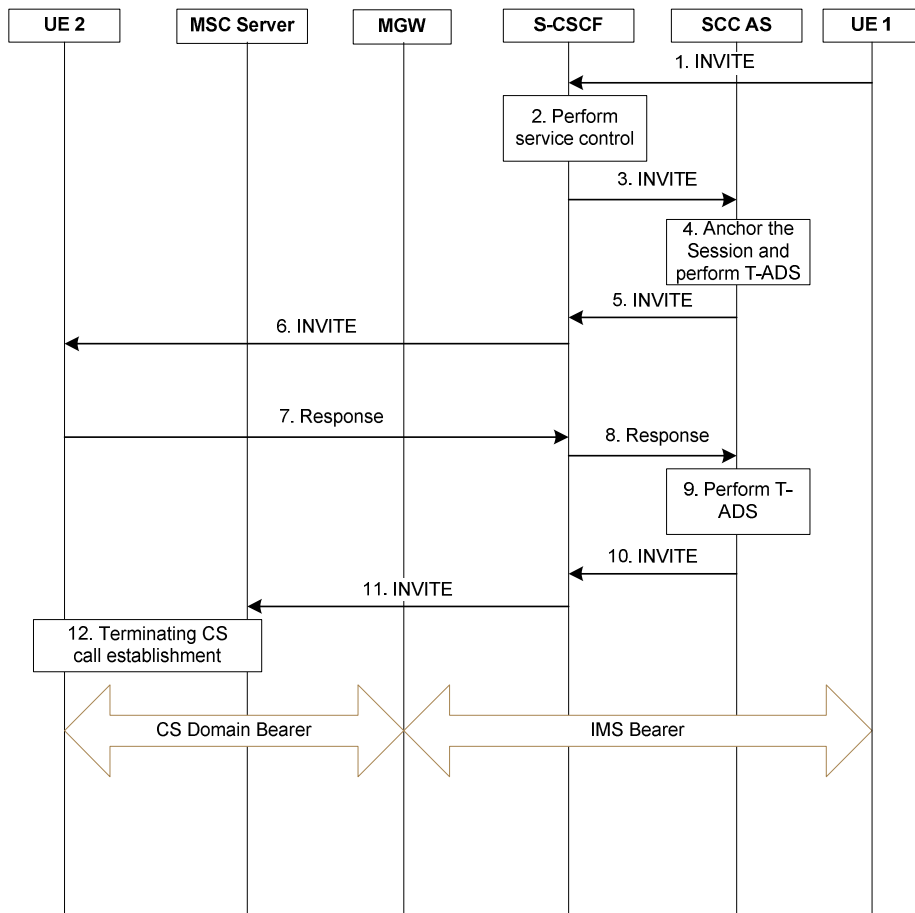 UE 2
MSC Server
MGW
S-CSCF
SCC AS
UE 1
1. INVITE
2. Perform
service control
3. INVITE
4. Anchor the
Session and
perform T-ADS
5. INVITE
6. INVITE
7. Response
8. Response
9. Perform T-
ADS
10. INVITE
11. INVITE
12. Terminating CS
call establishment
CS Domain Bearer
IMS Bearer